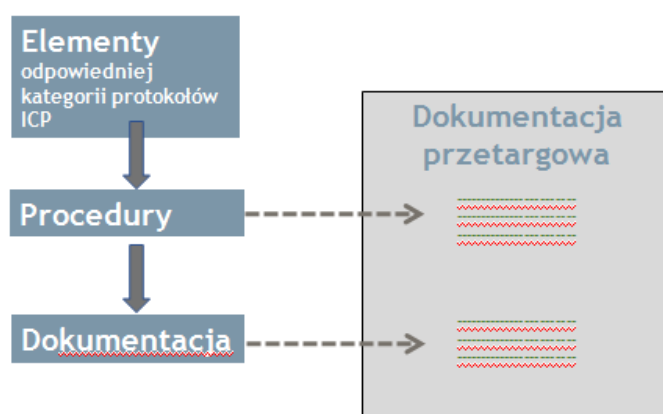 Elementy
odpowiedniej
kategorii protokołów
ICP
Procedury
Dokumentacja
Dokumentacja
przetargowa